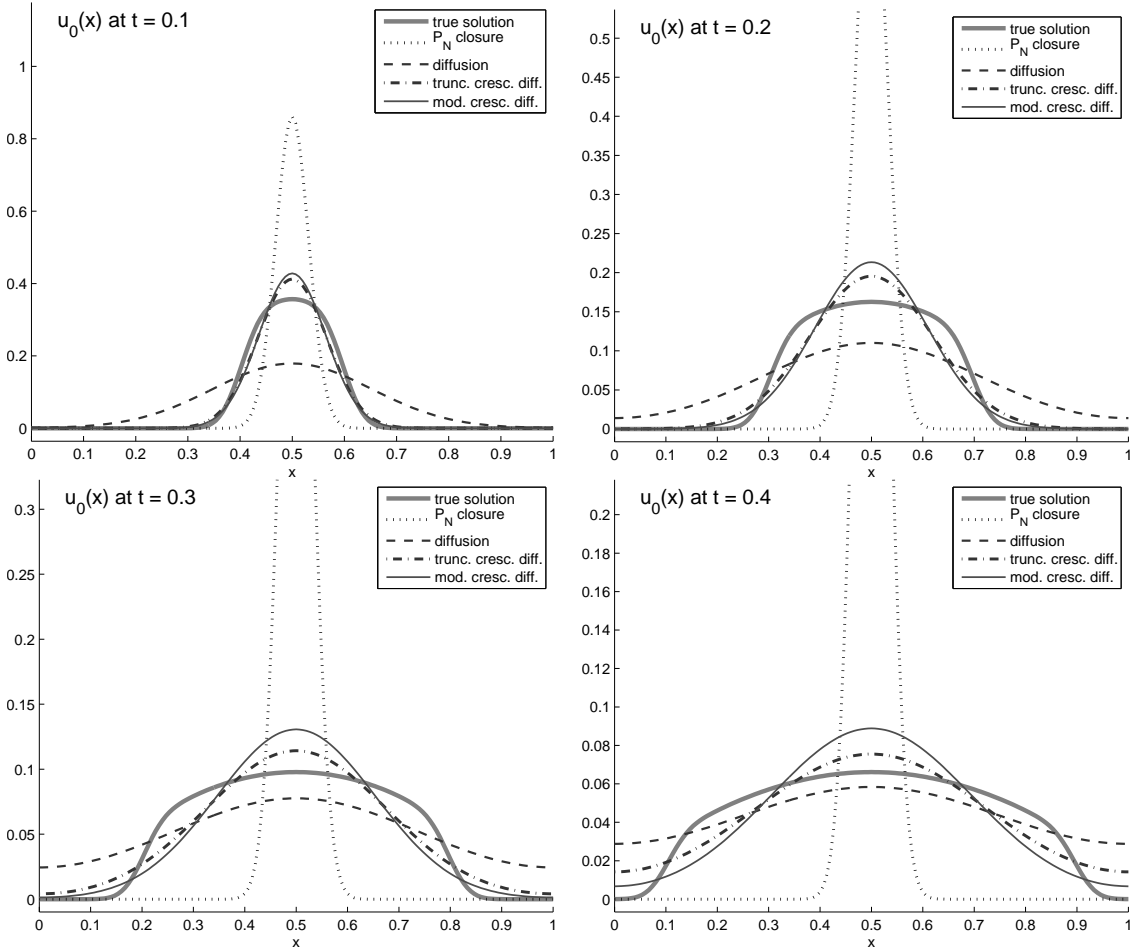 u_0(x) at t = 0.1
true solution
P_N closure
diffusion
trunc. cresc. diff.
mod. cresc. diff.
1
0.8
0.6
0.4
0.2
0
0 0.1 0.2 0.3 0.4 0.5 0.6 0.7 0.8 0.9 1
x
u_0(x) at t = 0.2
true solution
P_N closure
diffusion
trunc. cresc. diff.
mod. cresc. diff.
0.5
0.45
0.4
0.35
0.3
0.25
0.2
0.15
0.1
0.05
0
0 0.1 0.2 0.3 0.4 0.5 0.6 0.7 0.8 0.9 1
x
u_0(x) at t = 0.3
true solution
P_N closure
diffusion
trunc. cresc. diff.
mod. cresc. diff.
0.3
0.25
0.2
0.15
0.1
0.05
0
0 0.1 0.2 0.3 0.4 0.5 0.6 0.7 0.8 0.9 1
x
u_0(x) at t = 0.4
true solution
P_N closure
diffusion
trunc. cresc. diff.
mod. cresc. diff.
0.2
0.18
0.16
0.14
0.12
0.1
0.08
0.06
0.04
0.02
0
0 0.1 0.2 0.3 0.4 0.5 0.6 0.7 0.8 0.9 1
x